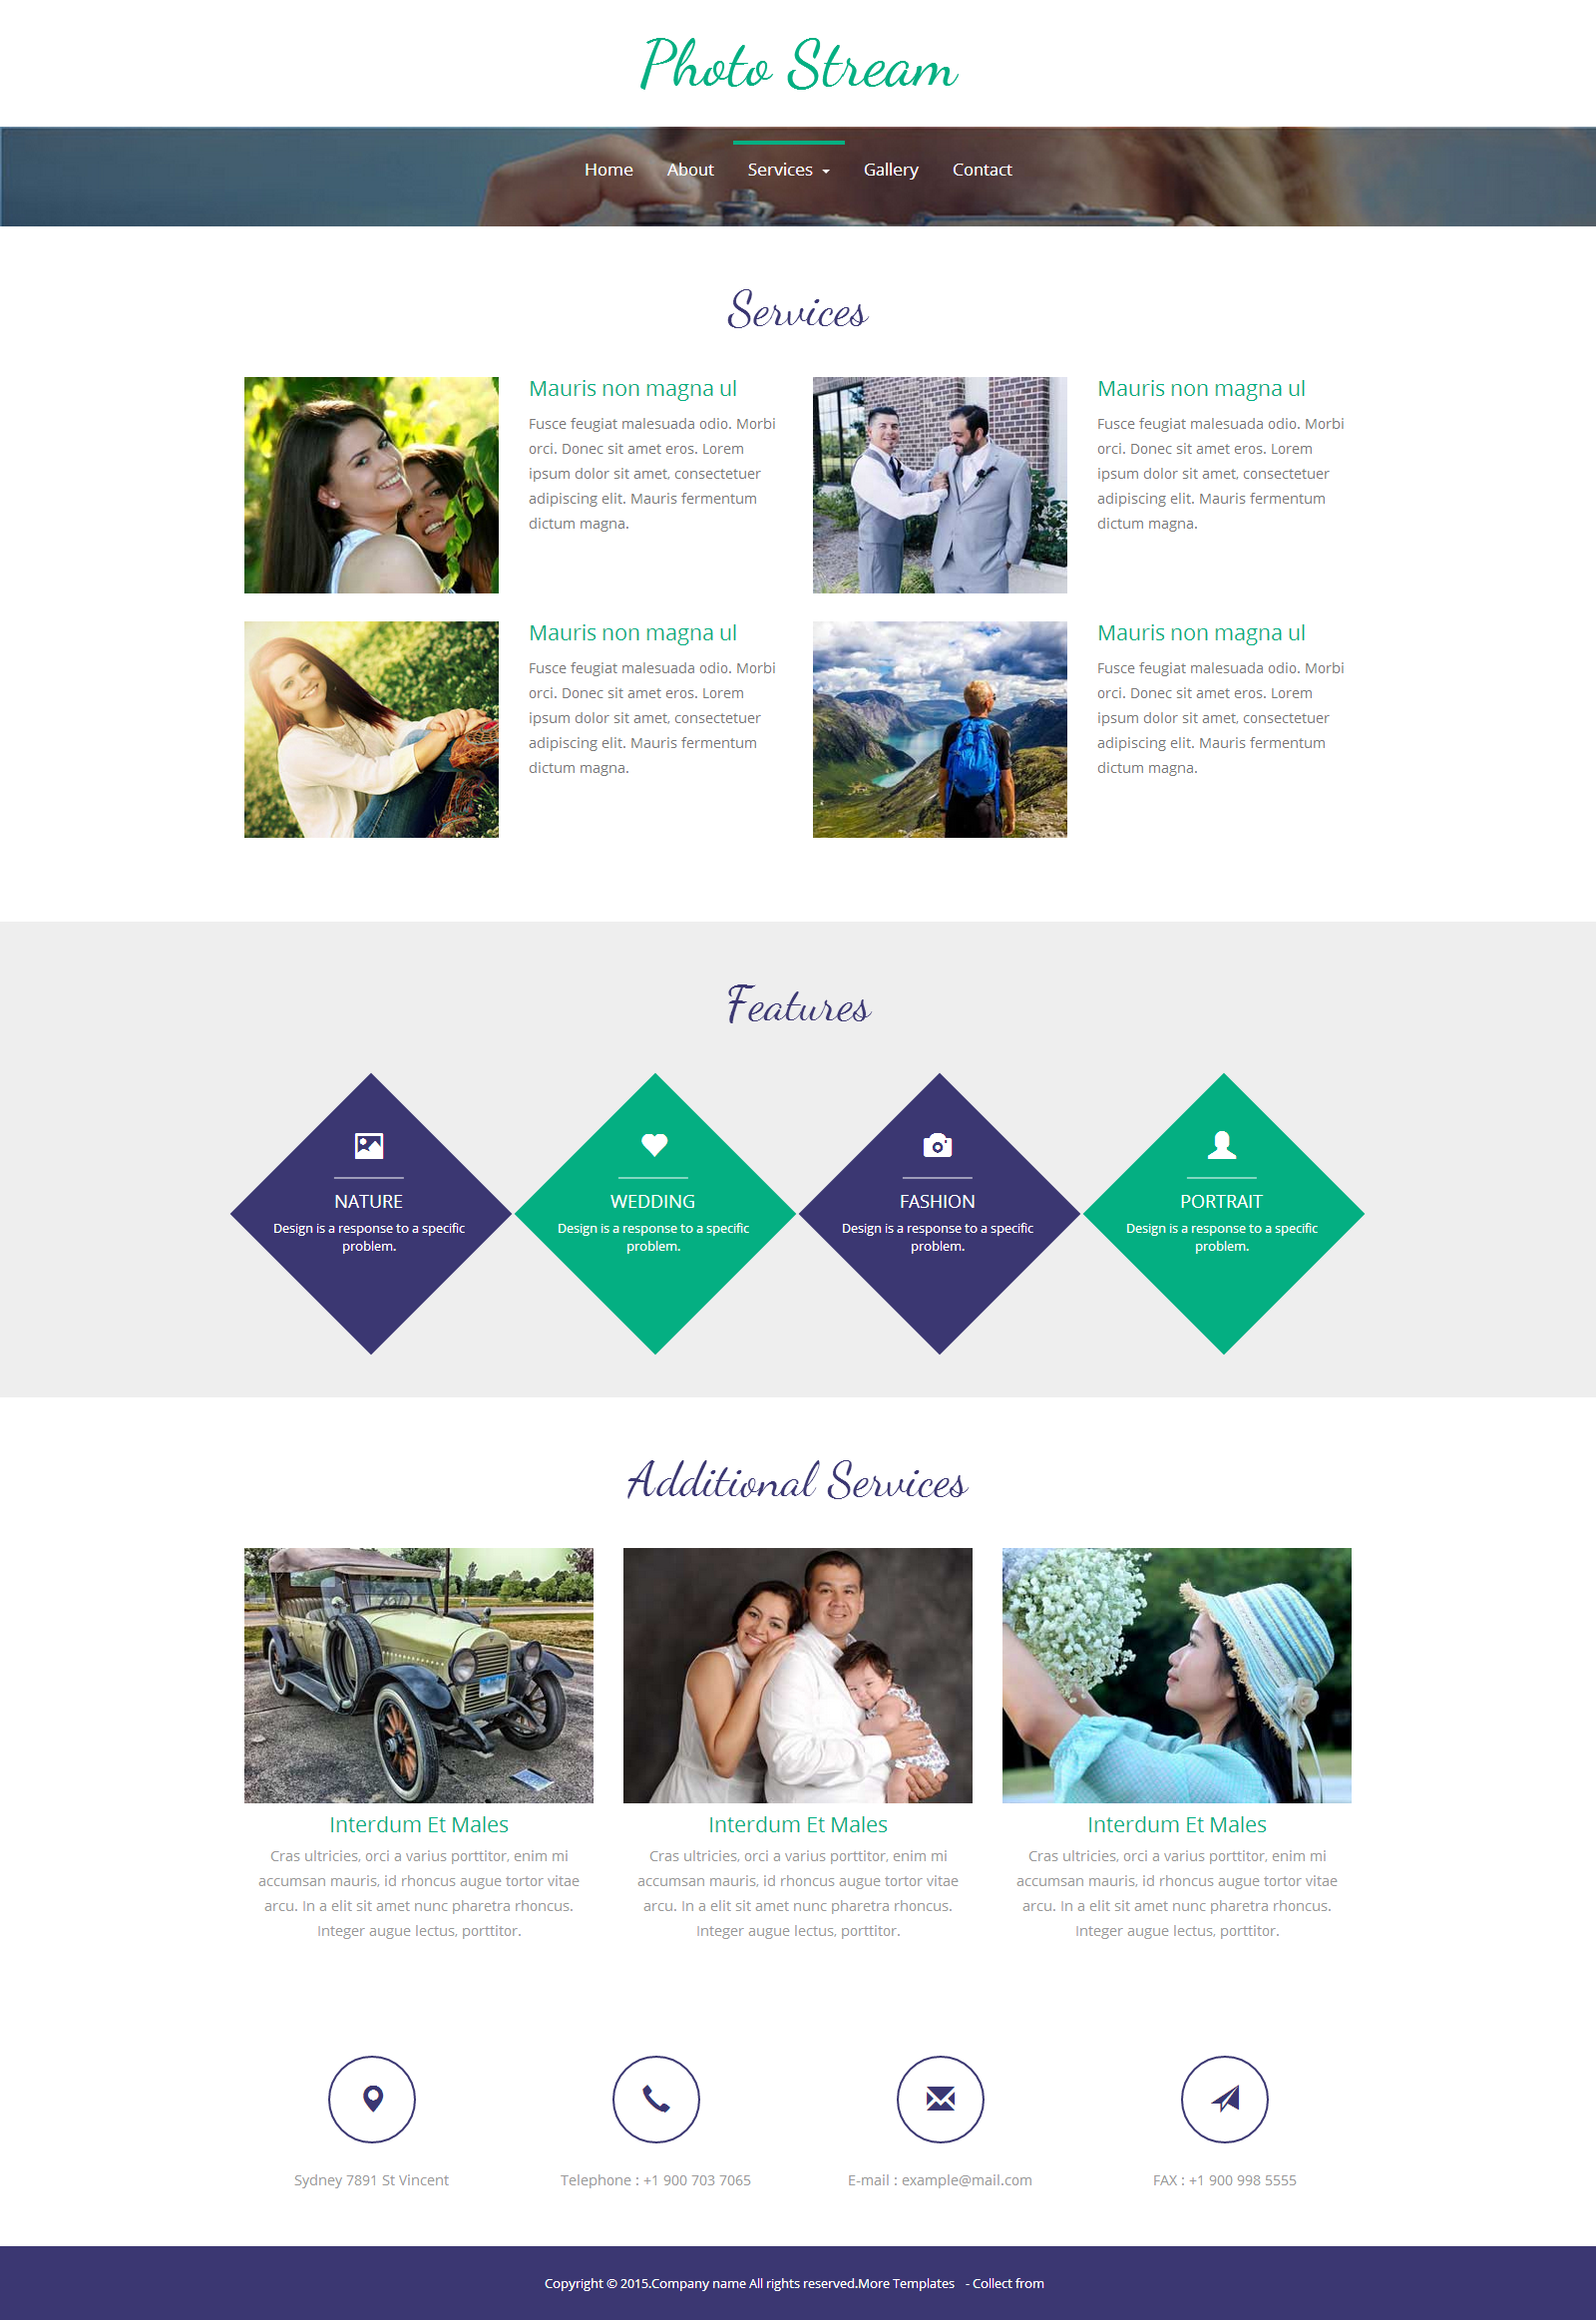 Photo Stream
Home About Services Gallery Contact
Services
Mauris non magna ul
Fusce feugiat malesuada odio. Morbi
orci. Donec sit amet eros. Lorem
ipsum dolor sit amet, consectetuer
adipiscing elit. Mauris fermentum
dictum magna.
Mauris non magna ul
Fusce feugiat malesuada odio. Morbi
orci. Donec sit amet eros. Lorem
ipsum dolor sit amet, consectetuer
adipiscing elit. Mauris fermentum
dictum magna.
Mauris non magna ul
Fusce feugiat malesuada odio. Morbi
orci. Donec sit amet eros. Lorem
ipsum dolor sit amet, consectetuer
adipiscing elit. Mauris fermentum
dictum magna.
Mauris non magna ul
Fusce feugiat malesuada odio. Morbi
orci. Donec sit amet eros. Lorem
ipsum dolor sit amet, consectetuer
adipiscing elit. Mauris fermentum
dictum magna.
Features
NATURE
Design is a response to a specific
problem.
WEDDING
Design is a response to a specific
problem.
FASHION
Design is a response to a specific
problem.
PORTRAIT
Design is a response to a specific
problem.
Additional Services
Interdum Et Males
Cras ultricies, orci a varius porttitor, enim mi
accumsan mauris, id rhoncus augue tortor vitae
arcu. In a elit sit amet nunc pharetra rhoncus.
Integer augue lectus, porttitor.
Interdum Et Males
Cras ultricies, orci a varius porttitor, enim mi
accumsan mauris, id rhoncus augue tortor vitae
arcu. In a elit sit amet nunc pharetra rhoncus.
Integer augue lectus, porttitor.
Interdum Et Males
Cras ultricies, orci a varius porttitor, enim mi
accumsan mauris, id rhoncus augue tortor vitae
arcu. In a elit sit amet nunc pharetra rhoncus.
Integer augue lectus, porttitor.
Sydney 7891 St Vincent
Telephone : +1 900 703 7065
E-mail : example@mail.com
FAX : +1 900 998 5555
Copyright © 2015.Company name All rights reserved.More Templates - Collect from